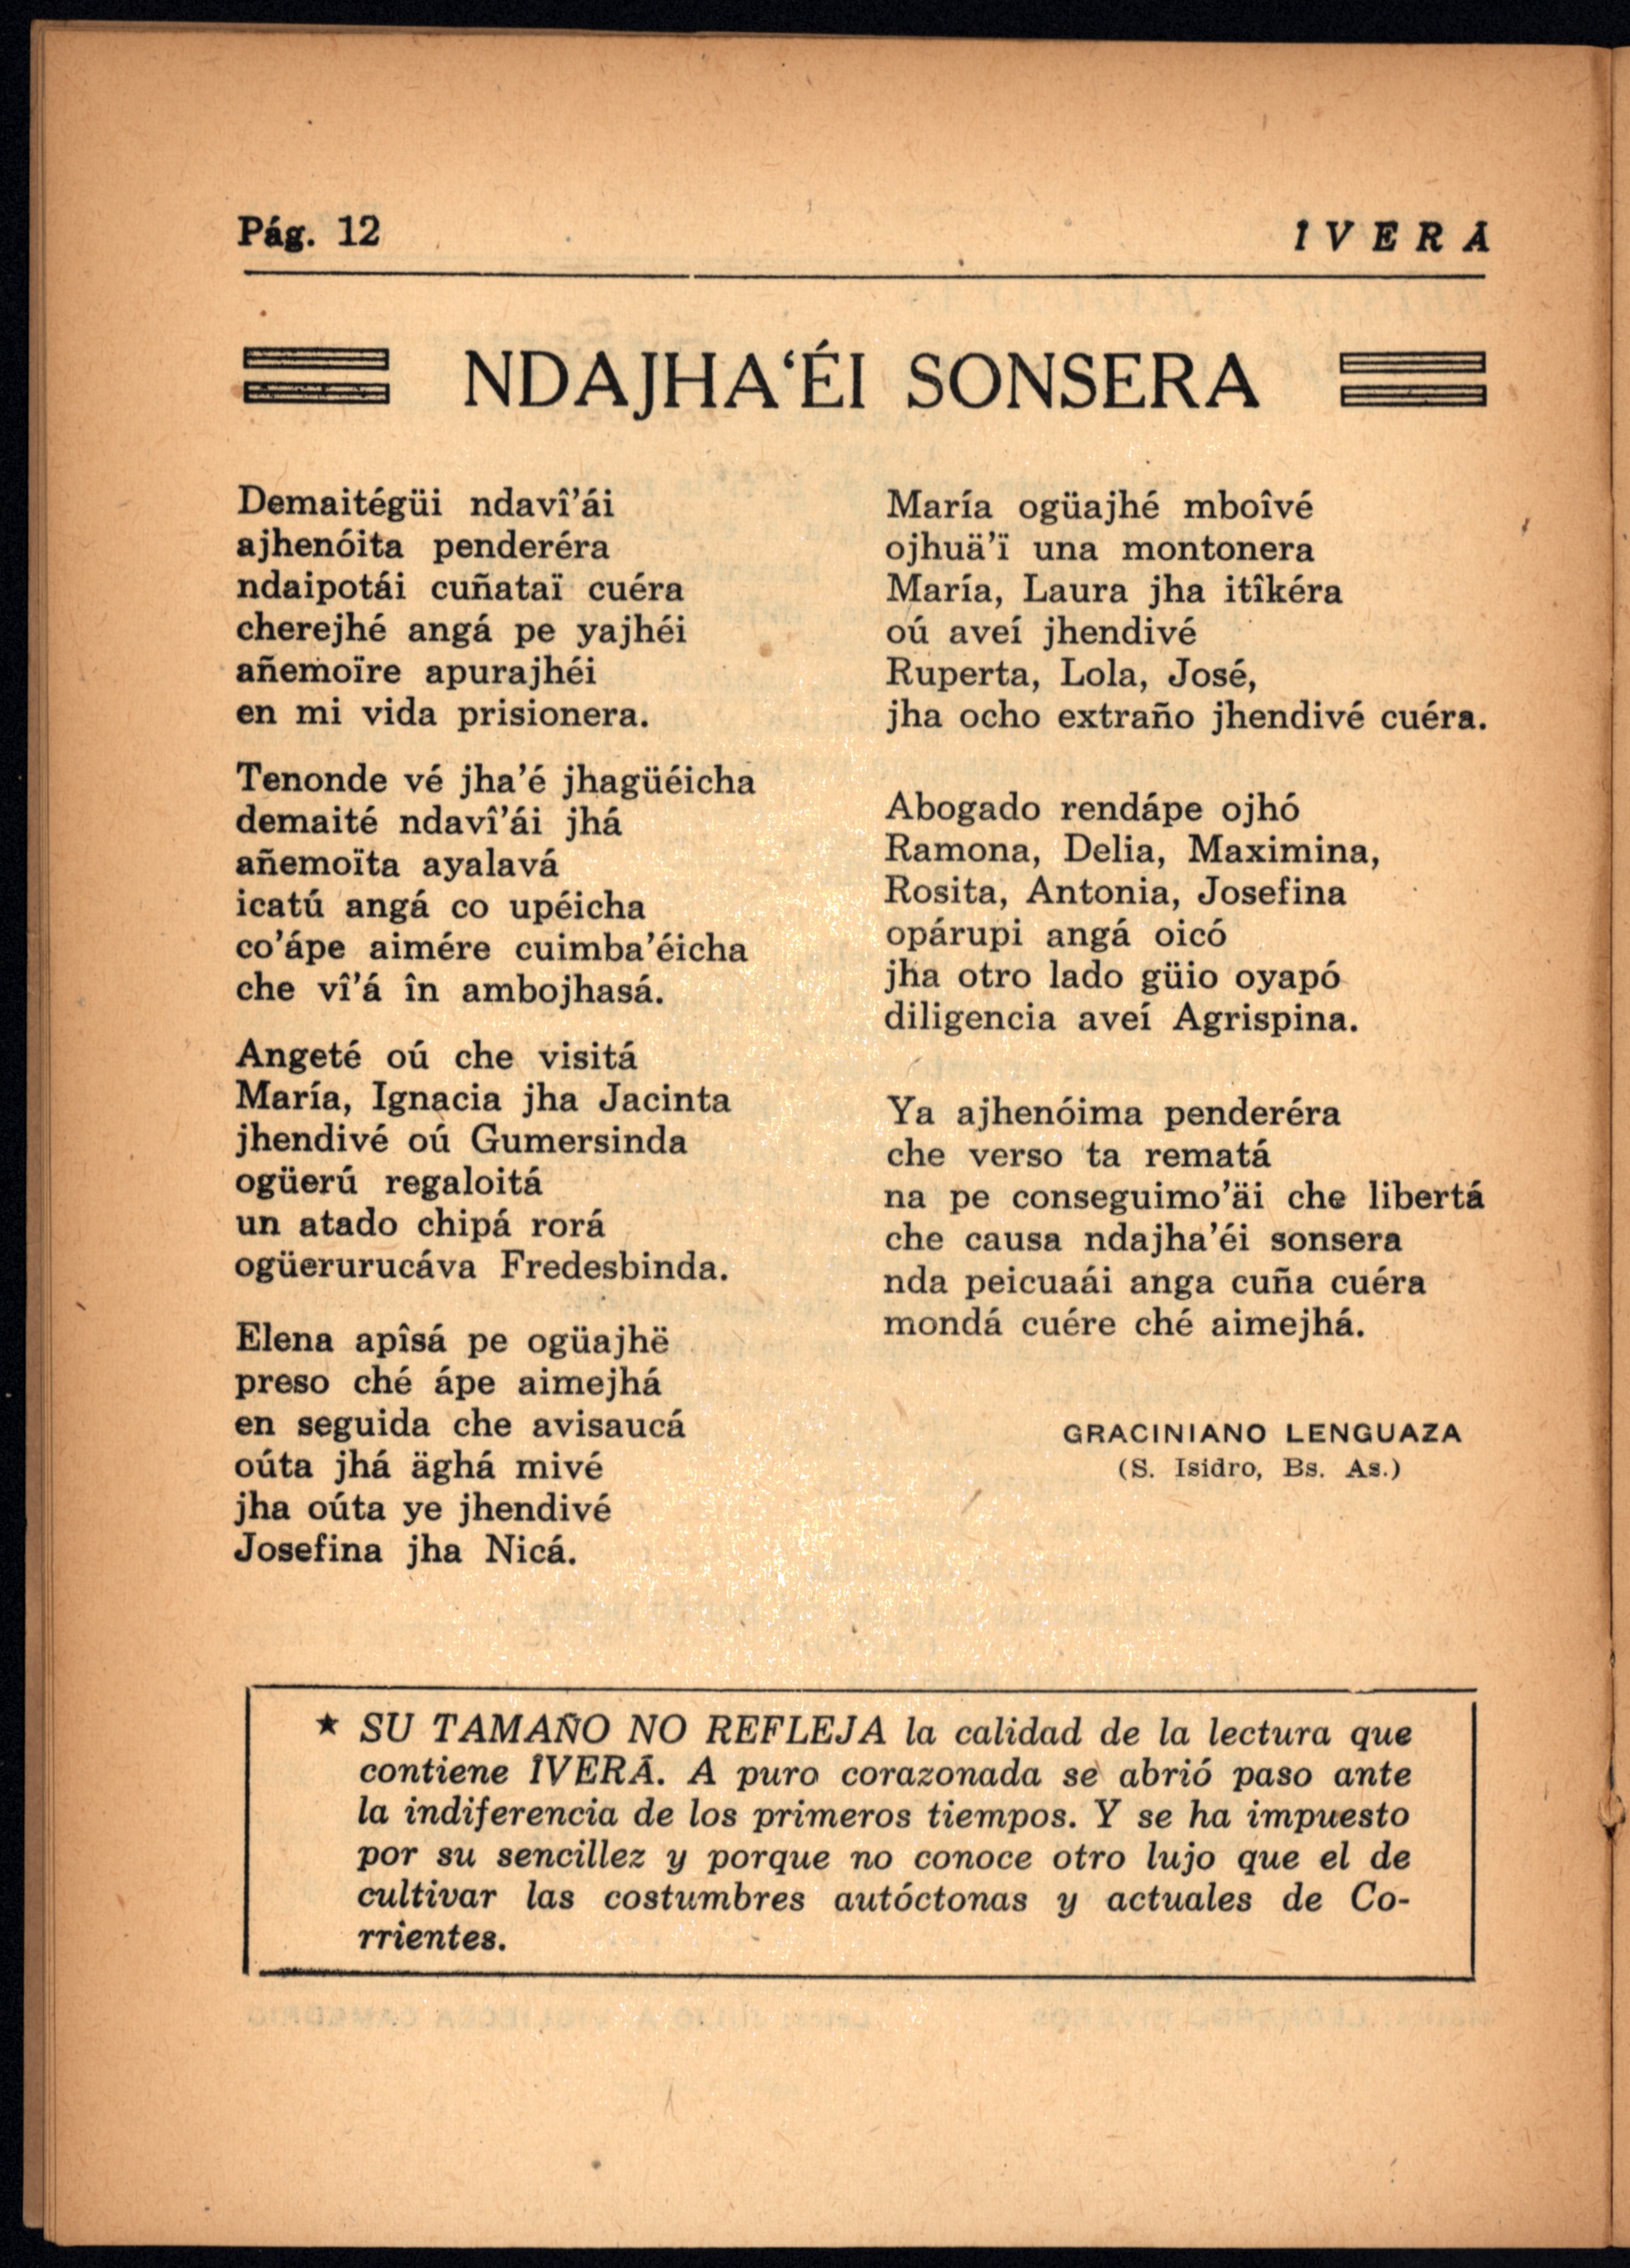 Pág. 12
ÎVERÁ
NDAJHA‘ÉI SONSERA
Demaitégüi ndavî’ái
ajhenóita penderéra
ndaipotái cuñataï cuéra
cherejhé angá pe yajhéi
añemoïre apurajhéi
en mi vida prisionera.
Tenonde vé jha’é jhagüéicha
demaité ndavî’ái jhá
añemoïta ayalavá
icatú angá co upéicha
co’ápe aimére cuimba’éicha
che vî’á în ambojhasá.
Angeté oú che visitá
María, Ignacia jha Jacinta
jhendivé oú Gumersinda
ogüerú regaloitá
un atado chipá rorá
ogüerurucáva Fredesbinda.
Elena apîsá pe ogüajhë
preso ché ápe aimejhá
en seguida che avisaucá
oúta jhá äghá mivé
jha oúta ye jhendivé
Josefina jha Nicá.
María ogüajhé mboîvé
ojhuä’ï una montonera
María, Laura jha itîkéra
oú aveí jhendivé
Ruperta, Lola, José,
jha ocho extraño jhendivé cuéra.
Abogado rendápe ojhó
Ramona, Delia, Maximina,
Rosita, Antonia, Josefina
opárupi angá oicó
jha otro lado güio oyapó
diligencia aveí Agrispina.
Ya ajhenóima penderéra
che verso ta rematá
na pe conseguimo’äi che libertá
che causa ndajha’éi sonsera
nda peicuaái anga cuña cuéra
mondá cuére ché aimejhá.
GRACINIANO LENGUAZA
(S. Isidro, Bs. As.)
★ SU TAMAÑO NO REFLEJA la calidad de la lectura que
contiene ÎVERÁ. A puro corazonada se abrió paso ante
la indiferencia de los primeros tiempos. Y se ha impuesto
por su sencillez y porque no conoce otro lujo que el de
cultivar las costumbres autóctonas y actuales de Co-
rrientes.